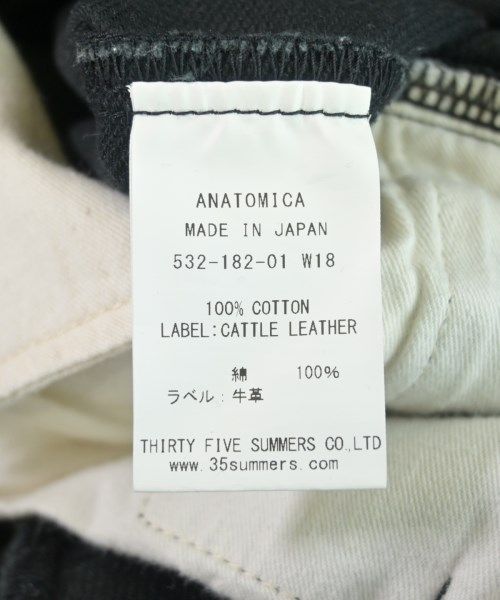 ANATOMICA
MADE IN JAPAN
532-182-01 W18
100% COTTON
LABEL:CATTLE LEATHER
綿 100%
ラベル:牛革
THIRTY FIVE SUMMERS CO.,LTD
www.35summers.com